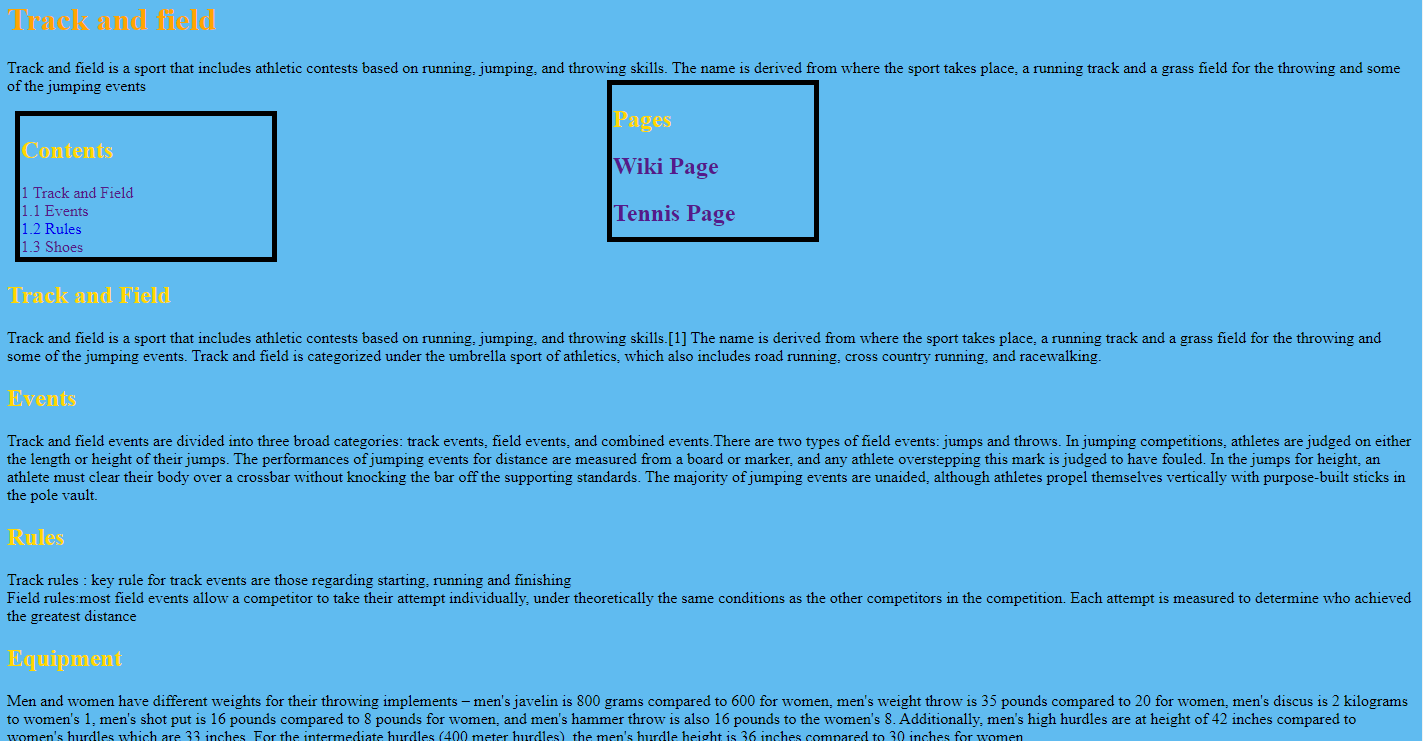 Track and field
Track and field is a sport that includes athletic contests based on running, jumping, and throwing skills. The name is derived from where the sport takes place, a running track and a grass field for the throwing and some
of the jumping events
Contents
1 Track and Field
1.1 Events
1.2 Rules
1.3 Shoes
Pages
Wiki Page
Tennis Page
Track and Field
Track and field is a sport that includes athletic contests based on running, jumping, and throwing skills.[1] The name is derived from where the sport takes place, a running track and a grass field for the throwing and
some of the jumping events. Track and field is categorized under the umbrella sport of athletics, which also includes road running, cross country running, and racewalking.
Events
Track and field events are divided into three broad categories: track events, field events, and combined events.There are two types of field events: jumps and throws. In jumping competitions, athletes are judged on either
the length or height of their jumps. The performances of jumping events for distance are measured from a board or marker, and any athlete overstepping this mark is judged to have fouled. In the jumps for height, an
athlete must clear their body over a crossbar without knocking the bar off the supporting standards. The majority of jumping events are unaided, although athletes propel themselves vertically with purpose-built sticks in
the pole vault.
Rules
Track rules : key rule for track events are those regarding starting, running and finishing
Field rules:most field events allow a competitor to take their attempt individually, under theoretically the same conditions as the other competitors in the competition. Each attempt is measured to determine who achieved
the greatest distance
Equipment
Men and women have different weights for their throwing implements – men's javelin is 800 grams compared to 600 for women, men's weight throw is 35 pounds compared to 20 for women, men's discus is 2 kilograms
to women's 1, men's shot put is 16 pounds compared to 8 pounds for women, and men's hammer throw is also 16 pounds to the women's 8. Additionally, men's high hurdles are at height of 42 inches compared to
women's hurdles which are 33 inches. For the intermediate hurdles (400 meter hurdles), the men's hurdle height is 36 inches compared to 30 inches for women.